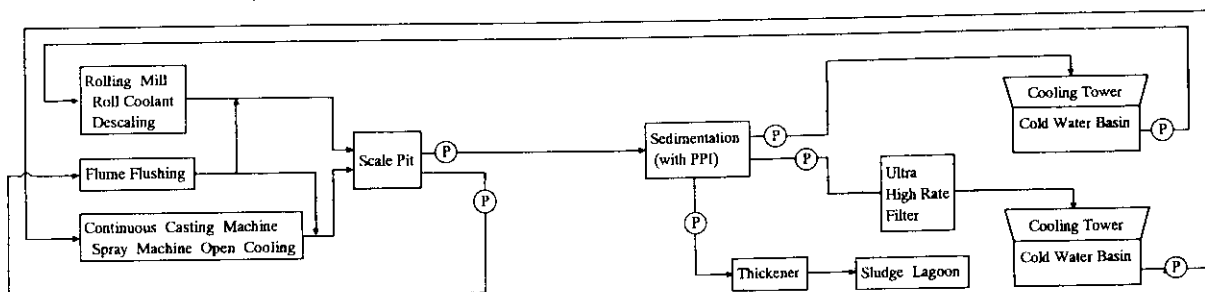 Rolling Mill
Roll Coolant
Descaling
Flume Flushing
Continuous Casting Machine
Spray Machine Open Cooling
Scale Pit
P
P
Sedimentation
(with PPI)
P
P
P
Thickener
Sludge Lagoon
Ultra
High Rate
Filter
Cooling Tower
Cold Water Basin
P
Cooling Tower
Cold Water Basin
P